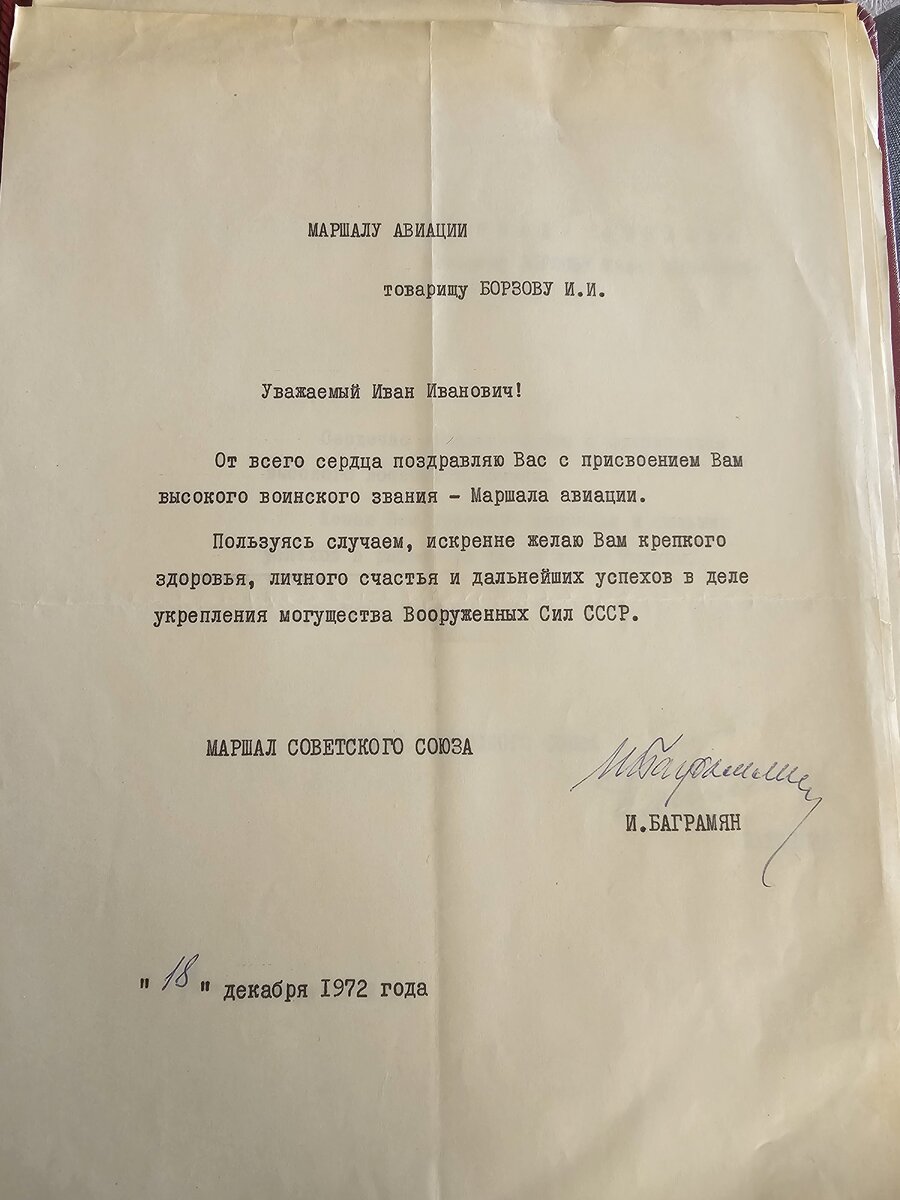 МАРШАЛУ АВИАЦИИ
товарищу БОРЗОВУ И.И.
Уважаемый Иван Иванович!
От всего сердца поздравляю Вас с присвоением Вам
высокого воинского звания – Маршала авиации.
Пользуясь случаем, искренне желаю Вам крепкого
здоровья, личного счастья и дальнейших успехов в деле
укрепления могущества Вооруженных Сил СССР.
МАРШАЛ СОВЕТСКОГО СОЮЗА
ИБаграмян
И.БАГРАМЯН
" 18 " декабря 1972 года